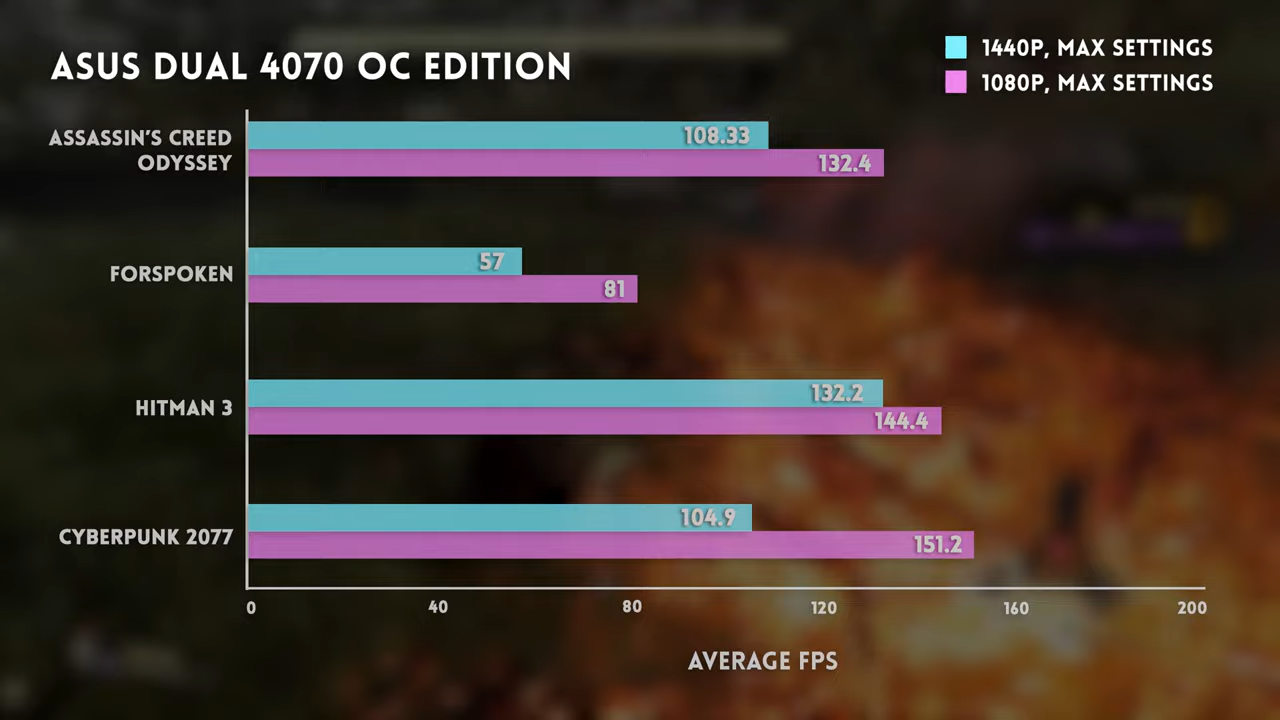 ASUS DUAL 4070 OC EDITION
1440P, MAX SETTINGS
1080P, MAX SETTINGS
ASSASSIN'S CREED
ODYSSEY
108.33
132.4
FORSPOKEN
57
81
HITMAN 3
132.2
144.4
CYBERPUNK 2077
104.9
151.2
0 40 80 120 160 200
AVERAGE FPS